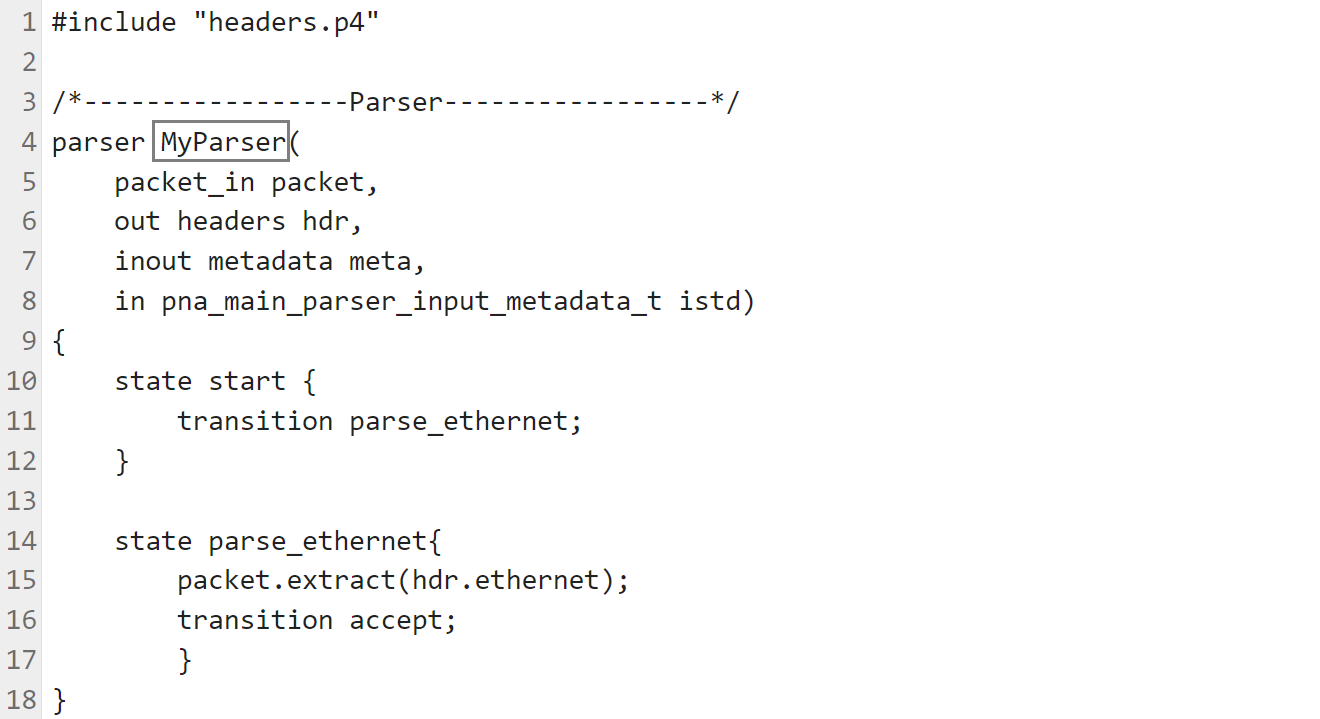 1 #include "headers.p4"
2
3 /*-----------------Parser-----------------*/
4 parser MyParser(
5     packet_in packet,
6     out headers hdr,
7     inout metadata meta,
8     in pna_main_parser_input_metadata_t istd)
9 {
10     state start {
11         transition parse_ethernet;
12     }
13
14     state parse_ethernet{
15         packet.extract(hdr.ethernet);
16         transition accept;
17         }
18 }